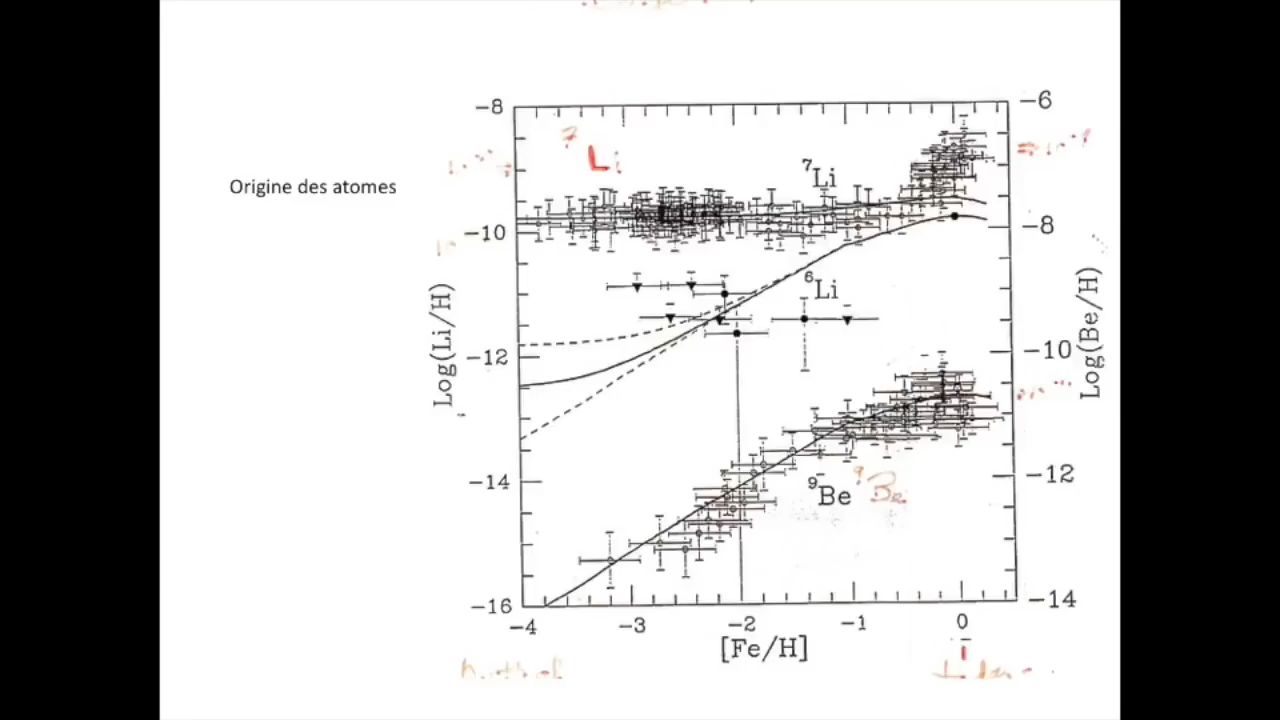 Origine des atomes
−8
−10
−12
−14
−16
−6
−8
−10
−12
−14
Log(Li/H)
Log(Be/H)
⁷Li
⁷Li
⁶Li
⁹Be
⁹Be
−4
−3
−2
−1
0
[Fe/H]